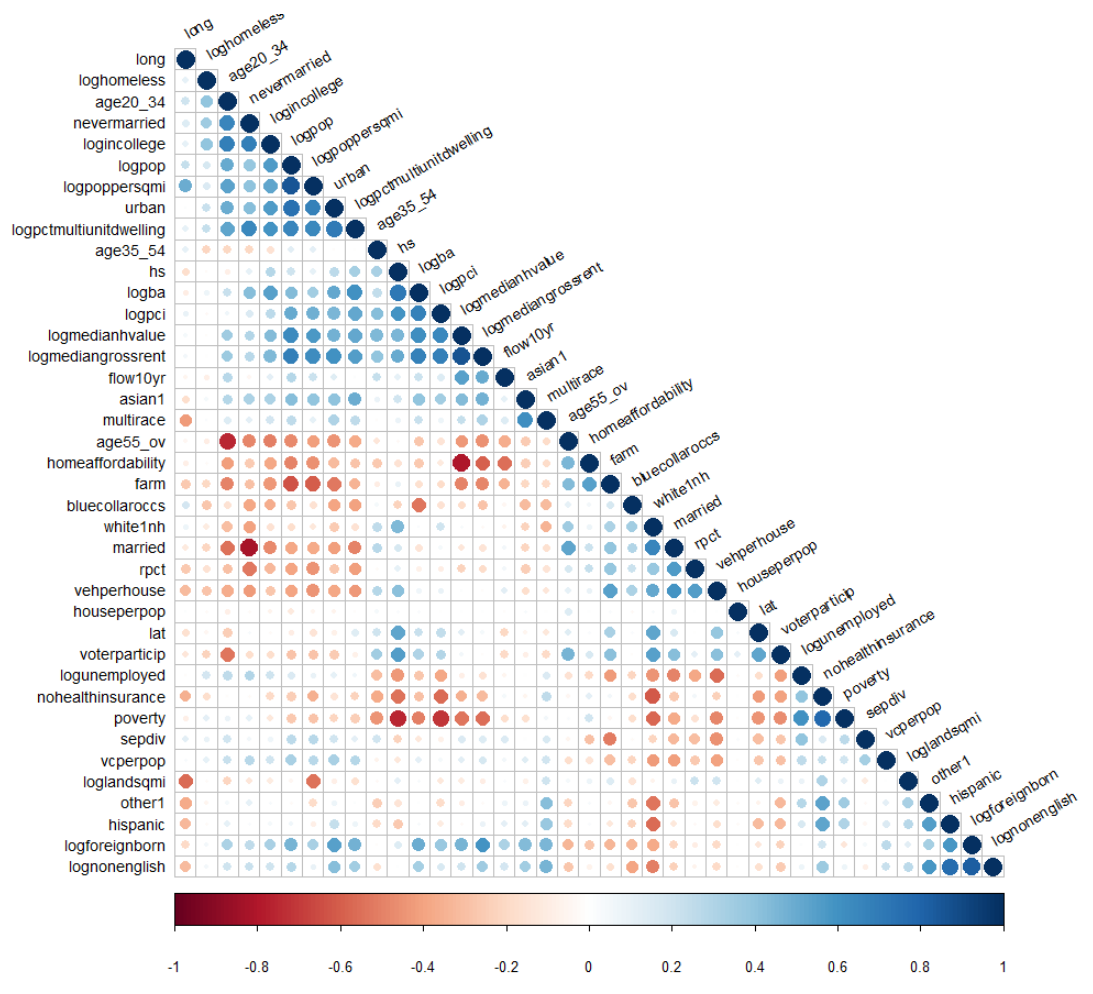 long
loghomeless
age20_34
nevermarried
logincollege
logpop
logpoppersqmi
urban
logpctmultiunitdwelling
age35_54
hs
logba
logpci
logmedianhvalue
logmediangrossrent
flow10yr
asian1
multirace
age55_ov
homeaffordability
farm
bluecollaroccs
white1nh
married
rpct
vehperhouse
houseperpop
lat
voterparticip
logunemployed
nohealthinsurance
poverty
sepdiv
vcperpop
loglandsqmi
other1
hispanic
logforeignborn
lognonenglish
long
loghomeless
age20_34
nevermarried
logincollege
logpop
logpoppersqmi
urban
logpctmultiunitdwelling
age35_54
hs
logba
logpci
logmedianhvalue
logmediangrossrent
flow10yr
asian1
multirace
age55_ov
homeaffordability
farm
bluecollaroccs
white1nh
married
rpct
vehperhouse
houseperpop
lat
voterparticip
logunemployed
nohealthinsurance
poverty
sepdiv
vcperpop
loglandsqmi
other1
hispanic
logforeignborn
lognonenglish
-1 -0.8 -0.6 -0.4 -0.2 0 0.2 0.4 0.6 0.8 1